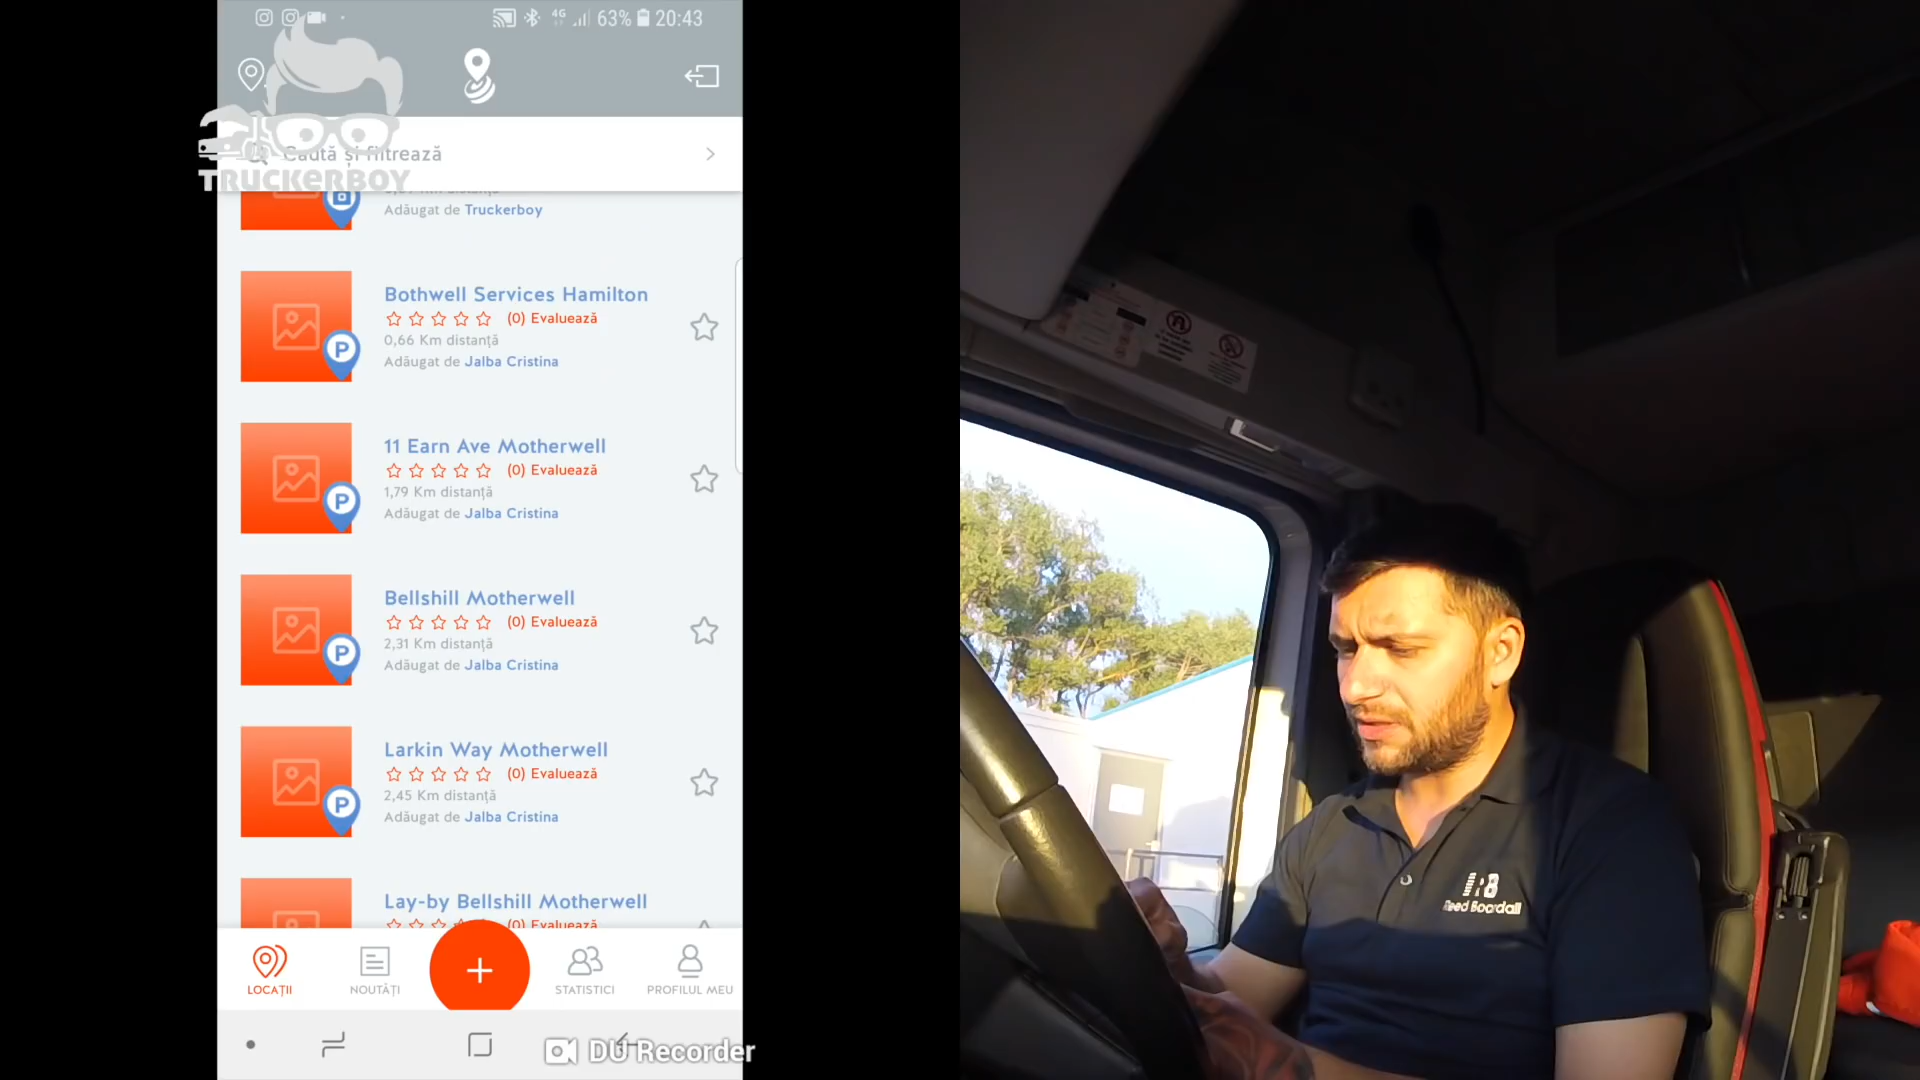 4G 63% 20:43
Caută și filtrează
TRUCKERBOY
Adăugat de Truckerboy
Bothwell Services Hamilton
(0) Evaluează
0,66 Km distanță
Adăugat de Jalba Cristina
11 Earn Ave Motherwell
(0) Evaluează
1,79 Km distanță
Adăugat de Jalba Cristina
Bellshill Motherwell
(0) Evaluează
2,31 Km distanță
Adăugat de Jalba Cristina
Larkin Way Motherwell
(0) Evaluează
2,45 Km distanță
Adăugat de Jalba Cristina
Lay-by Bellshill Motherwell
(0) Evaluează
LOCAȚII
NOUTĂȚI
STATISTICI
PROFILUL MEU
DU Recorder
Reed Boardall